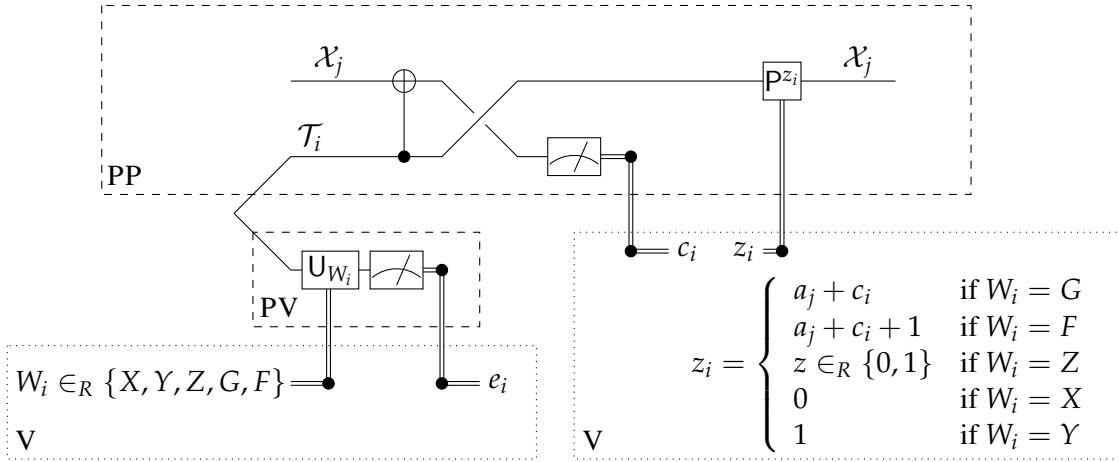 𝒳ⱼ
P^{zᵢ}
𝒳ⱼ
𝒯ᵢ
PP
cᵢ
zᵢ
U_{Wᵢ}
PV
Wᵢ ∈_R {X, Y, Z, G, F}
eᵢ
V
zᵢ = {
aⱼ + cᵢ if Wᵢ = G
aⱼ + cᵢ + 1 if Wᵢ = F
z ∈_R {0, 1} if Wᵢ = Z
0 if Wᵢ = X
1 if Wᵢ = Y
V